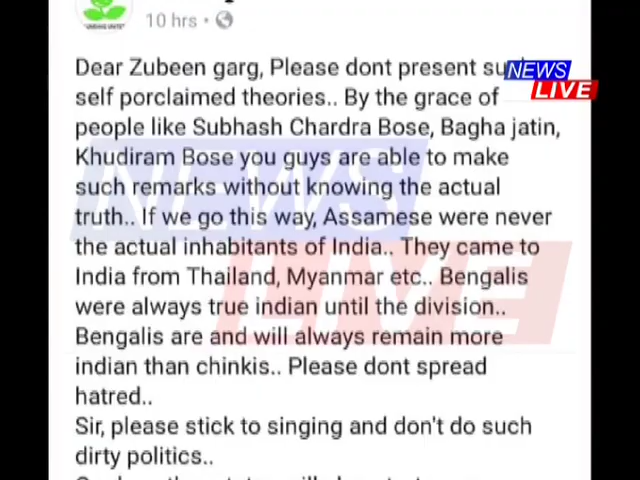 10 hrs •
Dear Zubeen garg, Please dont present
NEWS
LIVE
self porclaimed theories.. By the grace of
people like Subhash Chardra Bose, Bagha jatin,
Khudiram Bose you guys are able to make
such remarks without knowing the actual
truth.. If we go this way, Assamese were never
the actual inhabitants of India.. They came to
India from Thailand, Myanmar etc.. Bengalis
were always true indian until the division..
Bengalis are and will always remain more
indian than chinkis.. Please dont spread
hatred..
Sir, please stick to singing and don't do such
dirty politics..
NEWS
LIVE